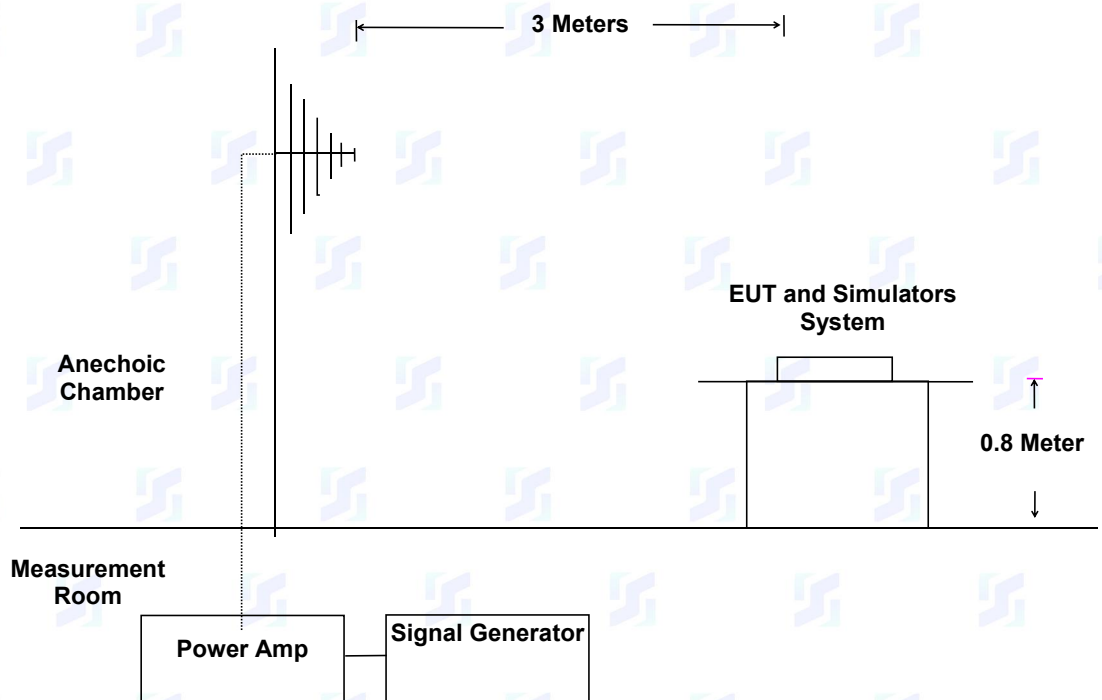 3 Meters
EUT and Simulators
System
Anechoic
Chamber
0.8 Meter
Measurement
Room
Power Amp
Signal Generator